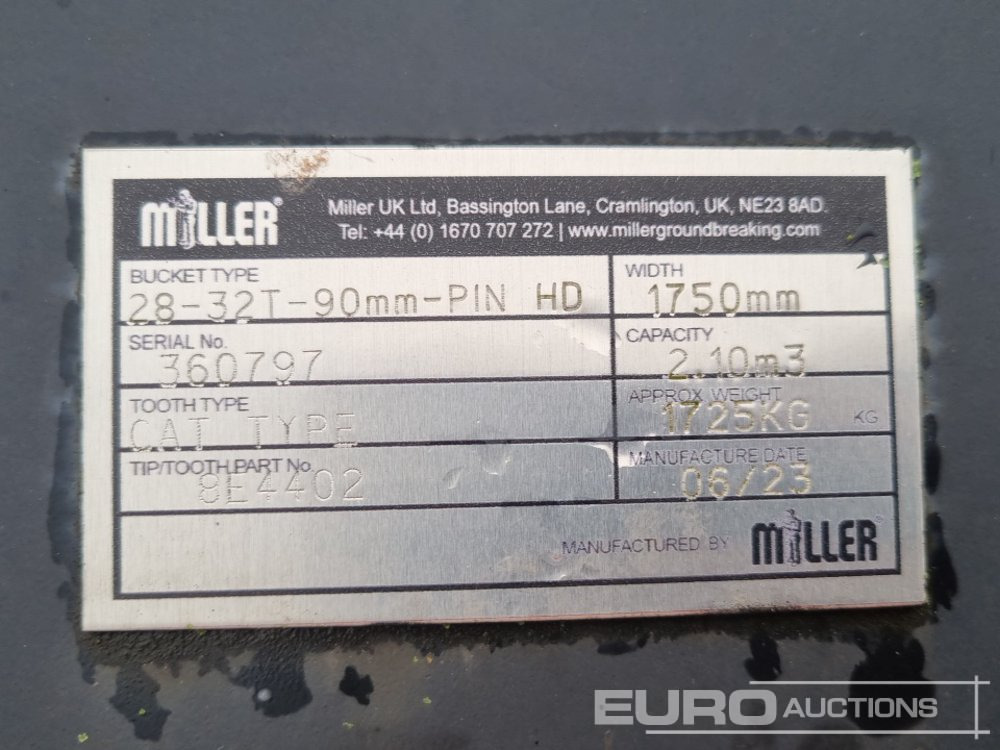 MILLER®
Miller UK Ltd, Bassington Lane, Cramlington, UK, NE23 8AD.
Tel: +44 (0) 1670 707 272 | www.millergroundbreaking.com
BUCKET TYPE
28-32T-90mm-PIN HD
WIDTH
1750mm
SERIAL No.
360797
CAPACITY
2.10m3
TOOTH TYPE
CAT TYPE
APPROX WEIGHT
1725KG KG
TIP/TOOTH PART No.
8E4402
MANUFACTURE DATE
06/23
MANUFACTURED BY MILLER®
EURO AUCTIONS